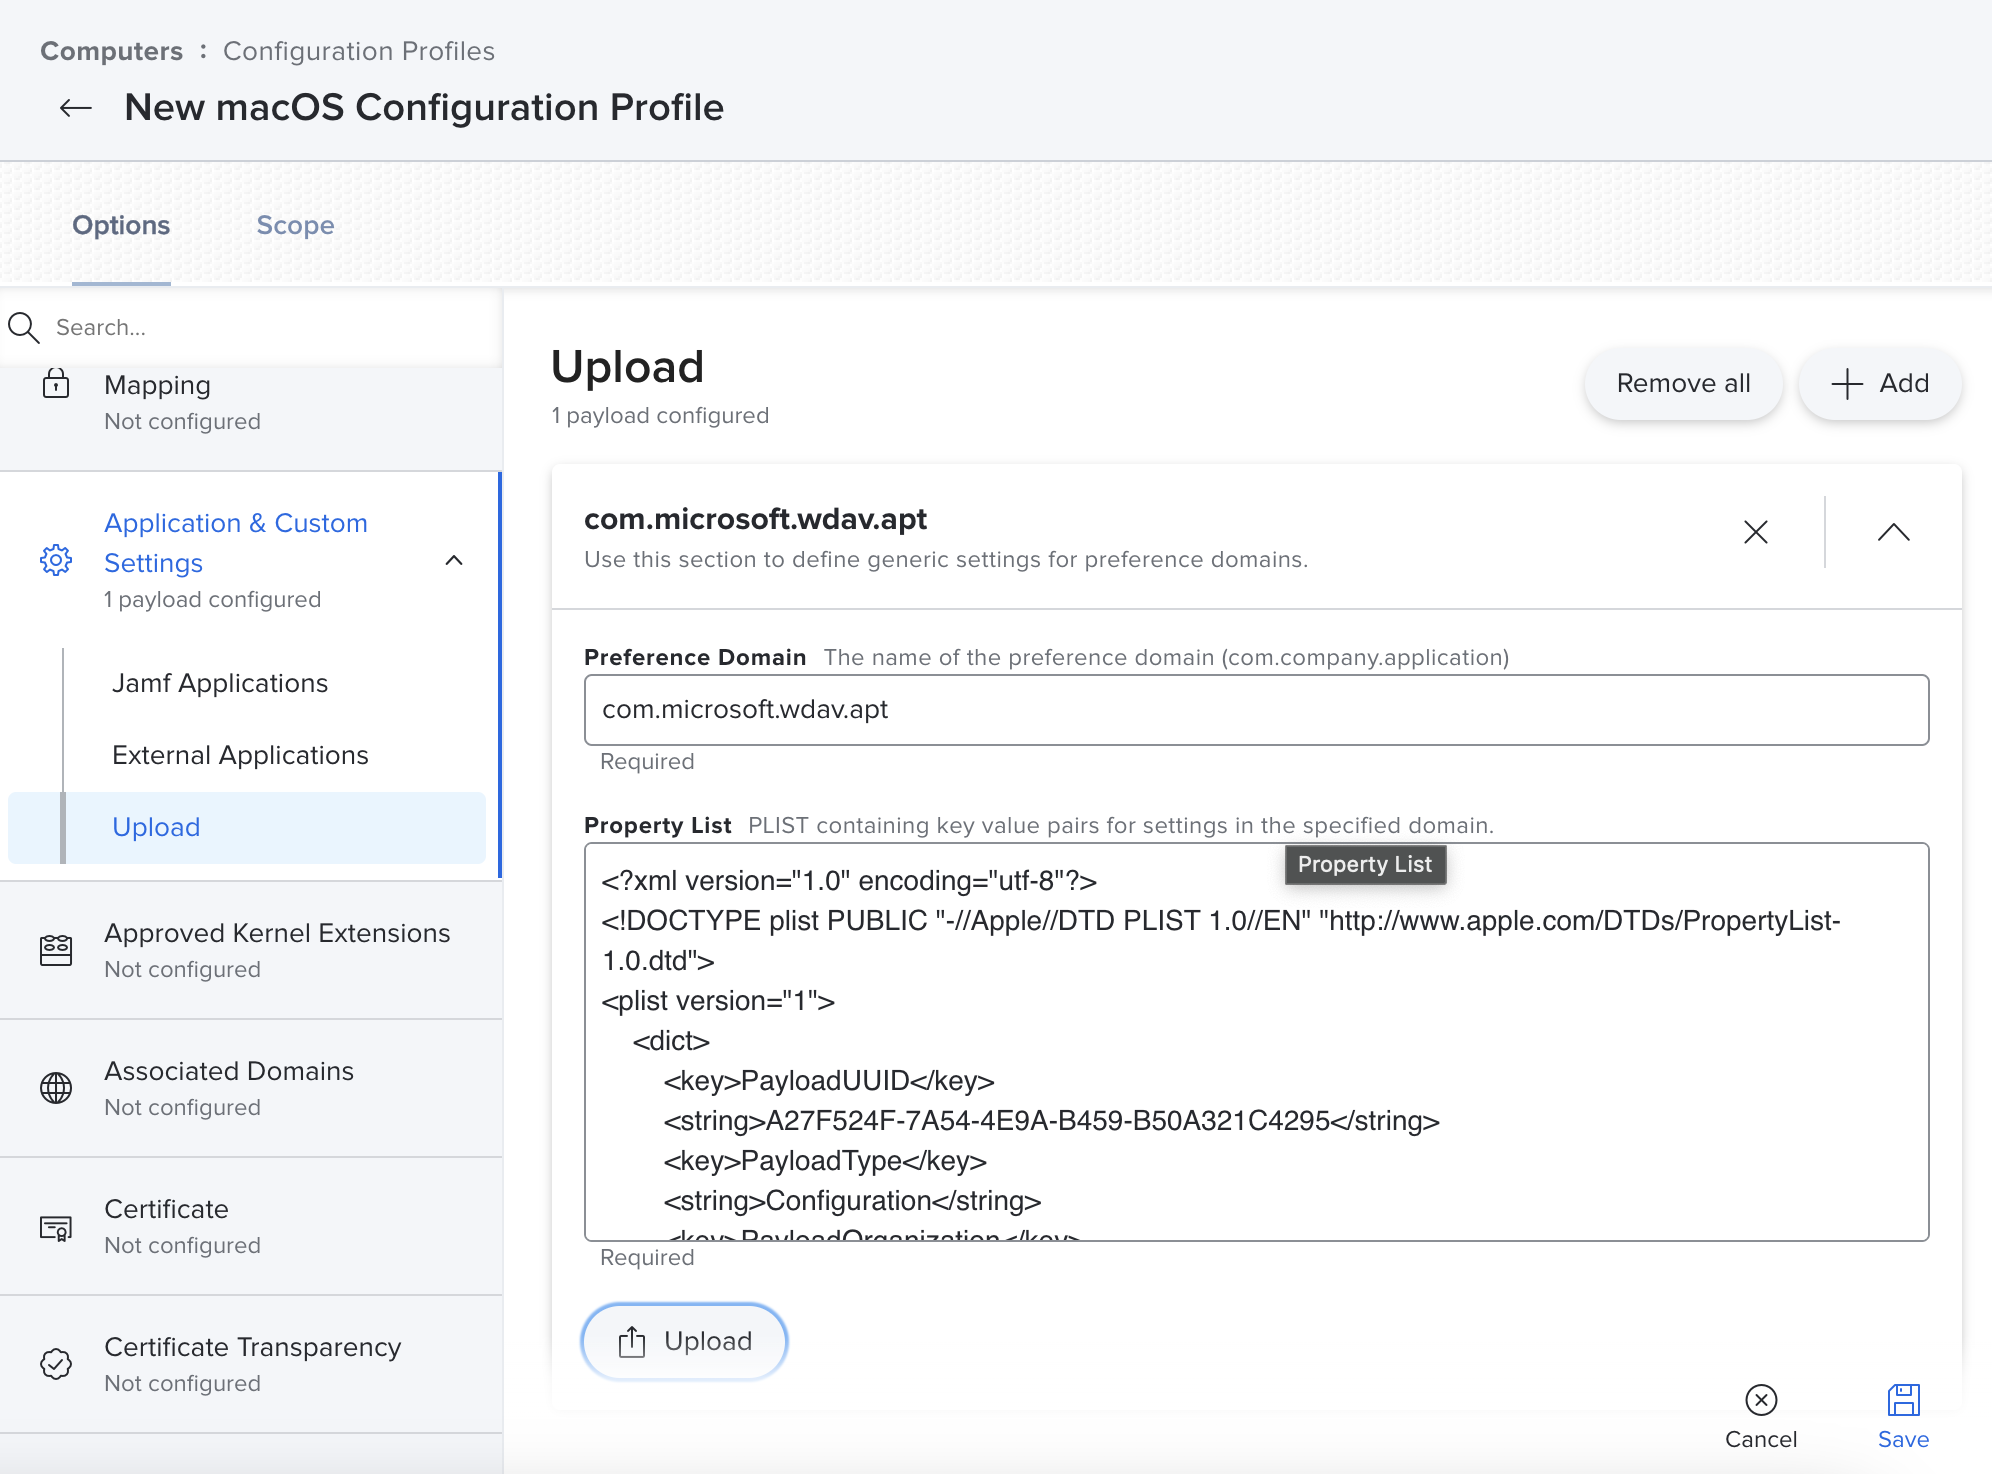 Computers : Configuration Profiles
← New macOS Configuration Profile
Options Scope
Search...
Mapping
Not configured
Application & Custom
Settings
1 payload configured
Jamf Applications
External Applications
Upload
Approved Kernel Extensions
Not configured
Associated Domains
Not configured
Certificate
Not configured
Certificate Transparency
Not configured
Upload
1 payload configured
Remove all
Add
com.microsoft.wdav.apt
Use this section to define generic settings for preference domains.
Preference Domain The name of the preference domain (com.company.application)
com.microsoft.wdav.apt
Required
Property List PLIST containing key value pairs for settings in the specified domain.
Property List
<?xml version="1.0" encoding="utf-8"?>
<!DOCTYPE plist PUBLIC "-//Apple//DTD PLIST 1.0//EN" "http://www.apple.com/DTDs/PropertyList-
1.0.dtd">
<plist version="1">
<dict>
<key>PayloadUUID</key>
<string>A27F524F-7A54-4E9A-B459-B50A321C4295</string>
<key>PayloadType</key>
<string>Configuration</string>
<key>PayloadOrganization</key>
Required
Upload
Cancel
Save